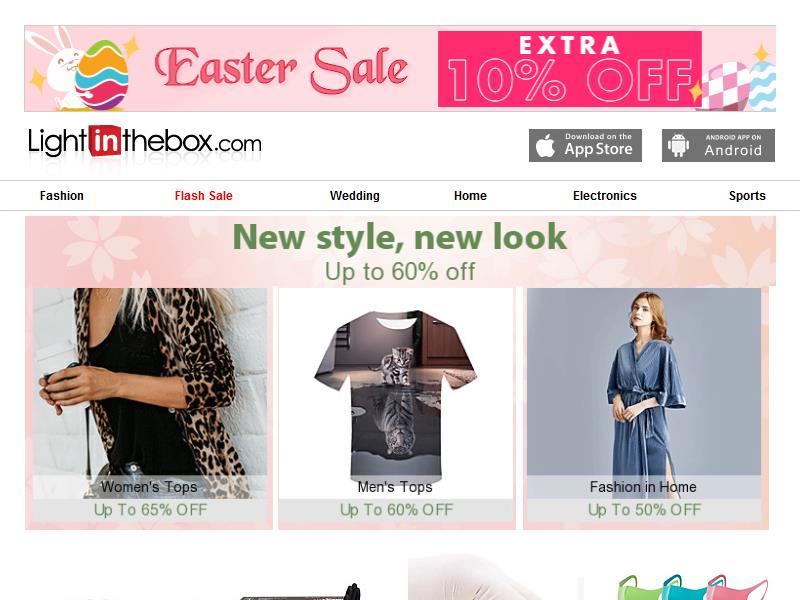 Easter Sale
EXTRA
10% OFF
Lightinthebox.com
Download on the
App Store
ANDROID APP ON
Android
Fashion
Flash Sale
Wedding
Home
Electronics
Sports
New style, new look
Up to 60% off
Women's Tops
Up To 65% OFF
Men's Tops
Up To 60% OFF
Fashion in Home
Up To 50% OFF